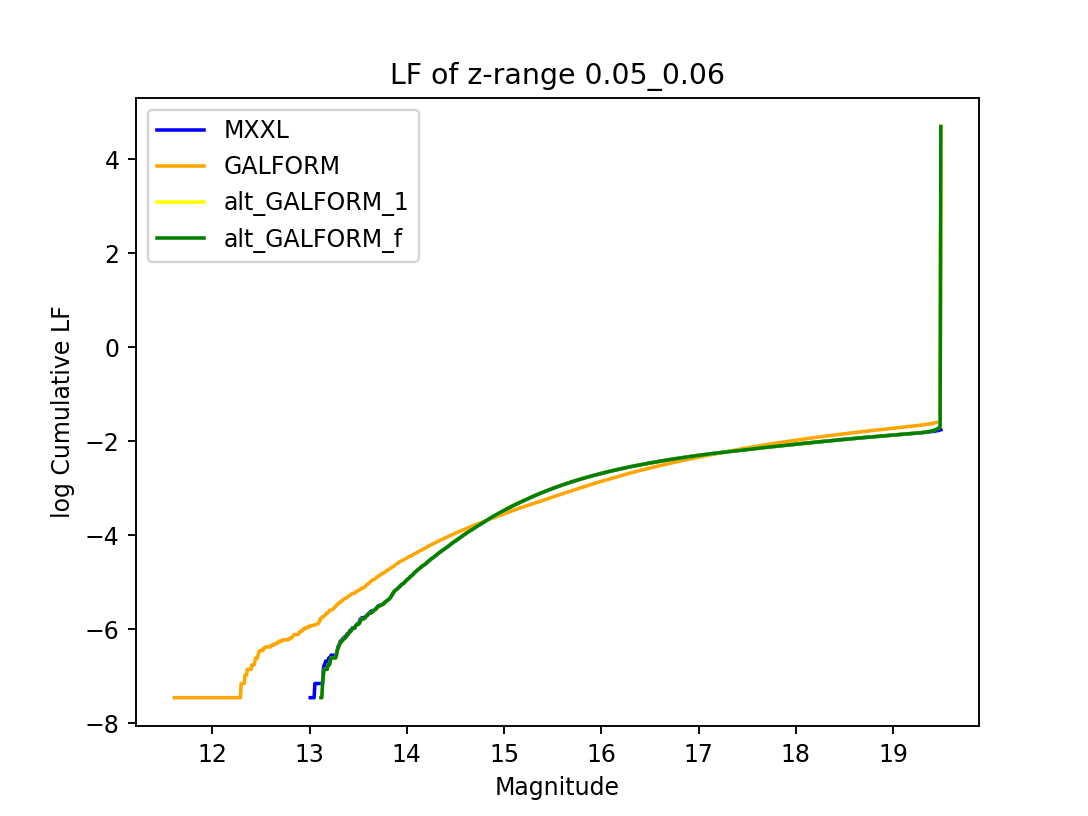 LF of z-range 0.05_0.06
MXXL
GALFORM
alt_GALFORM_1
alt_GALFORM_f
log Cumulative LF
4
2
0
−2
−4
−6
−8
12 13 14 15 16 17 18 19
Magnitude